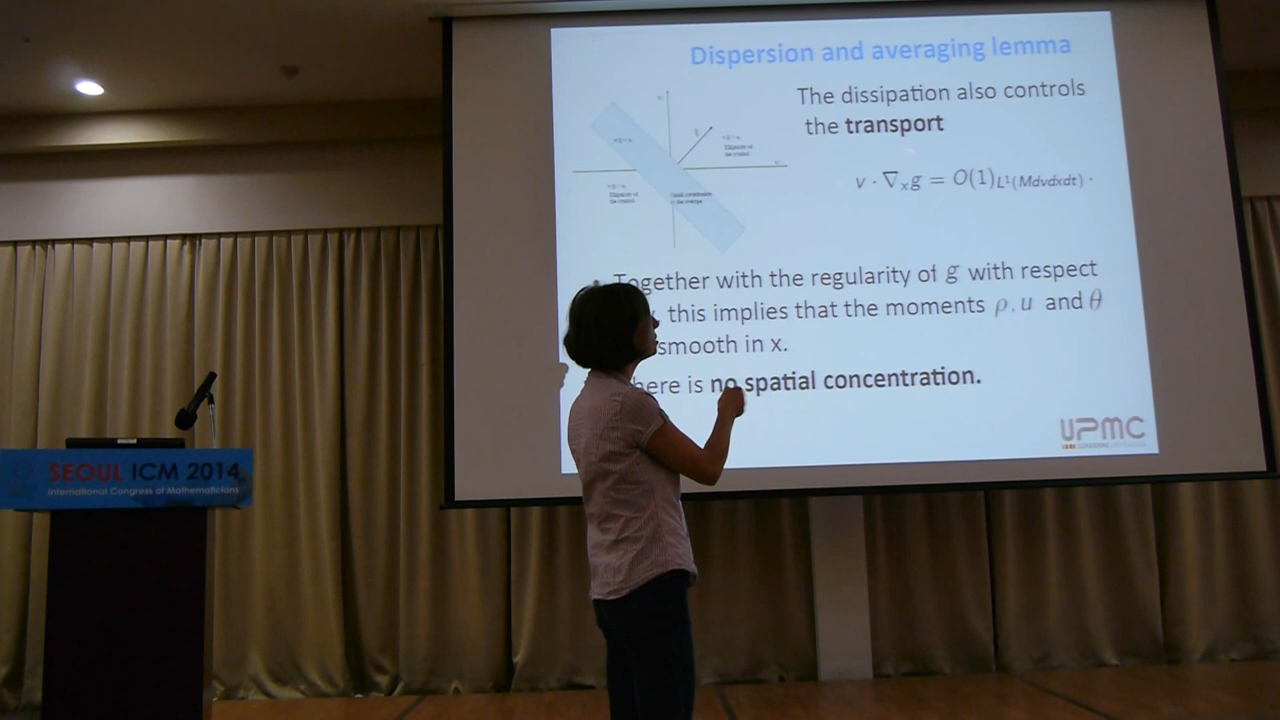 Dispersion and averaging lemma
The dissipation also controls
the transport
v · ∇ₓg = O(1)_{L¹(Mdvdxdt)} ·
Together with the regularity of g with respect
this implies that the moments ρ, u and θ
smooth in x.
here is no spatial concentration.
UPMC
SEOUL ICM 2014
International Congress of Mathematicians